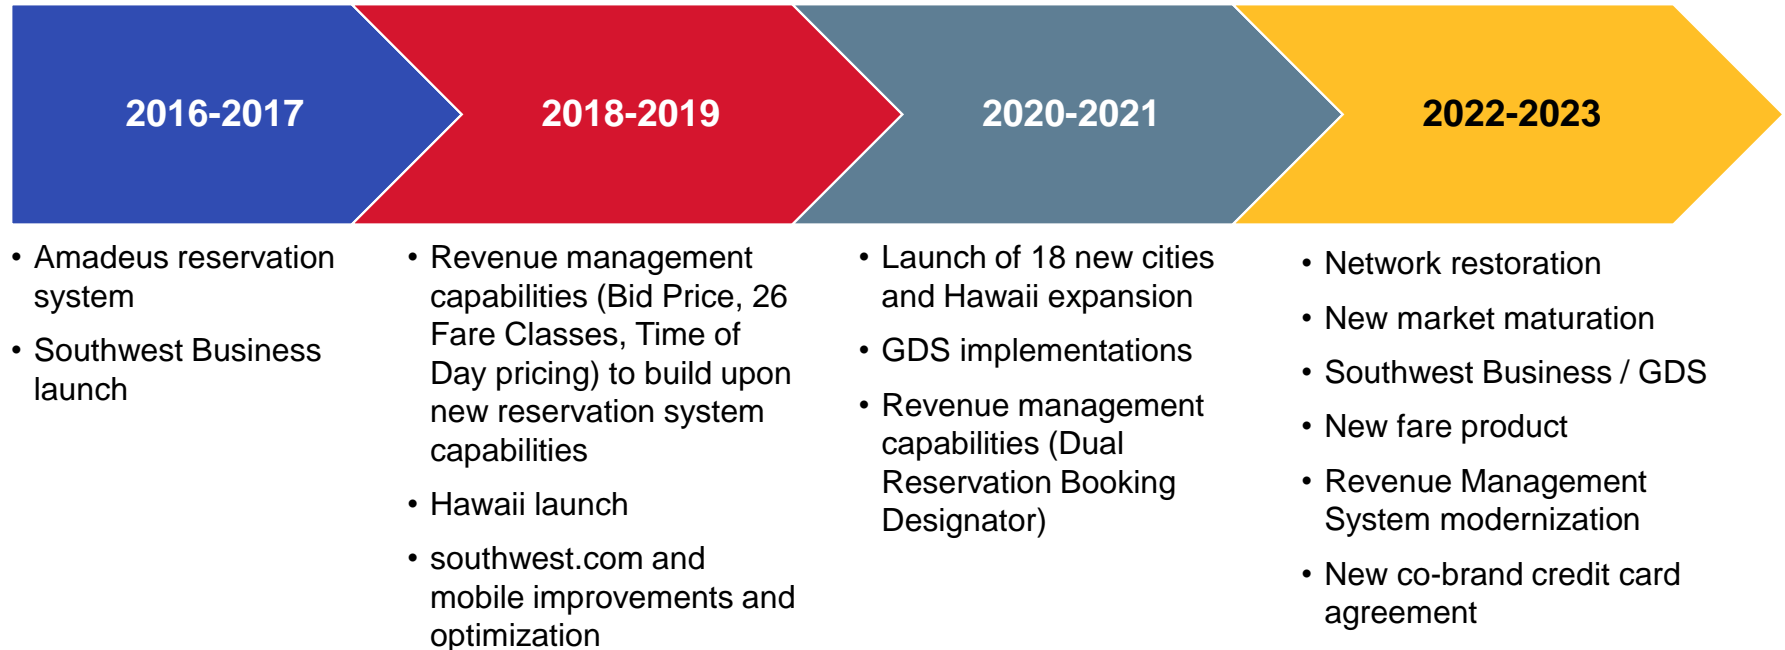 2016-2017
2018-2019
2020-2021
2022-2023
• Amadeus reservation
system
• Southwest Business
launch
• Revenue management
capabilities (Bid Price, 26
Fare Classes, Time of
Day pricing) to build upon
new reservation system
capabilities
• Hawaii launch
• southwest.com and
mobile improvements and
optimization
• Launch of 18 new cities
and Hawaii expansion
• GDS implementations
• Revenue management
capabilities (Dual
Reservation Booking
Designator)
• Network restoration
• New market maturation
• Southwest Business / GDS
• New fare product
• Revenue Management
System modernization
• New co-brand credit card
agreement